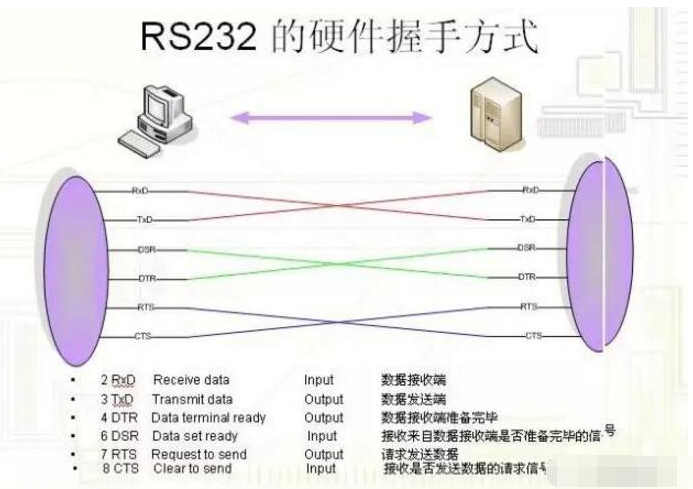 RS232 的硬件握手方式
RxD RxD
TxD TxD
DSR DSR
DTR DTR
RTS RTS
CTS CTS
• 2 RxD Receive data Input 数据接收端
• 3 TxD Transmit data Output 数据发送端
• 4 DTR Data terminal ready Output 数据接收端准备完毕
• 6 DSR Data set ready Input 接收来自数据接收端是否准备完毕的信号
• 7 RTS Request to send Output 请求发送数据
• 8 CTS Clear to send Input 接收是否发送数据的请求信号